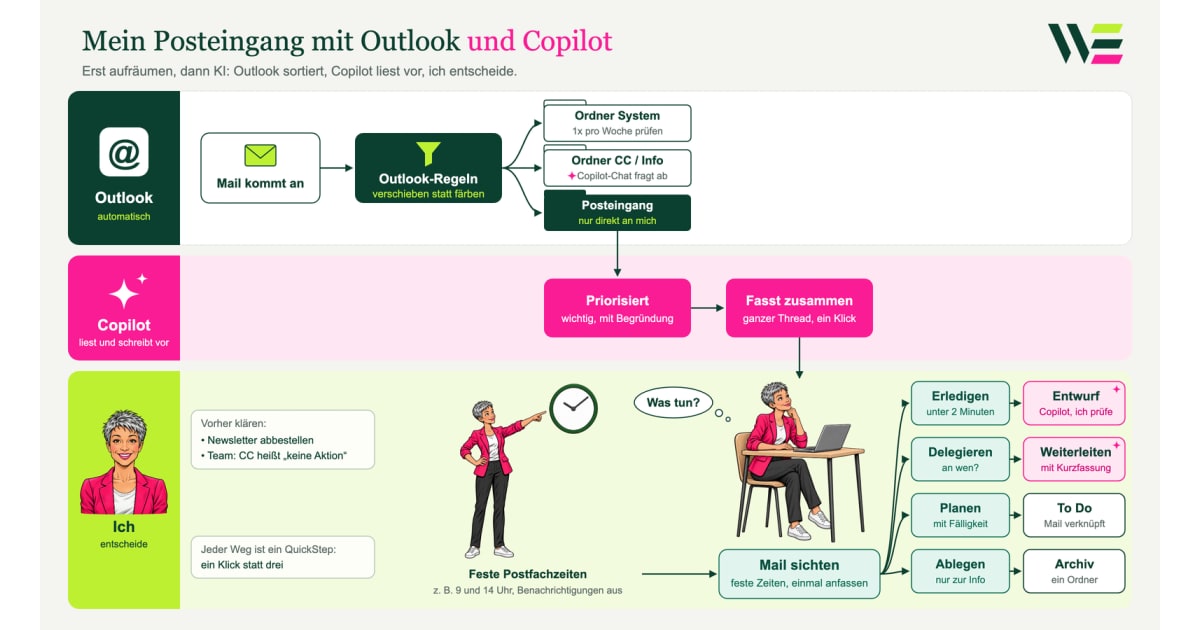 Mein Posteingang mit Outlook und Copilot
Erst aufräumen, dann KI: Outlook sortiert, Copilot liest vor, ich entscheide.
WE
@
Outlook
automatisch
Mail kommt an
Outlook-Regeln
verschieben statt färben
Ordner System
1x pro Woche prüfen
Ordner CC / Info
Copilot-Chat fragt ab
Posteingang
nur direkt an mich
Copilot
liest und schreibt vor
Priorisiert
wichtig, mit Begründung
Fasst zusammen
ganzer Thread, ein Klick
Ich
entscheide
Vorher klären:
• Newsletter abbestellen
• Team: CC heißt „keine Aktion“
Jeder Weg ist ein QuickStep:
ein Klick statt drei
Feste Postfachzeiten
z. B. 9 und 14 Uhr, Benachrichtigungen aus
Was tun?
Mail sichten
feste Zeiten, einmal anfassen
Erledigen
unter 2 Minuten
Entwurf
Copilot, ich prüfe
Delegieren
an wen?
Weiterleiten
mit Kurzfassung
Planen
mit Fälligkeit
To Do
Mail verknüpft
Ablegen
nur zur Info
Archiv
ein Ordner